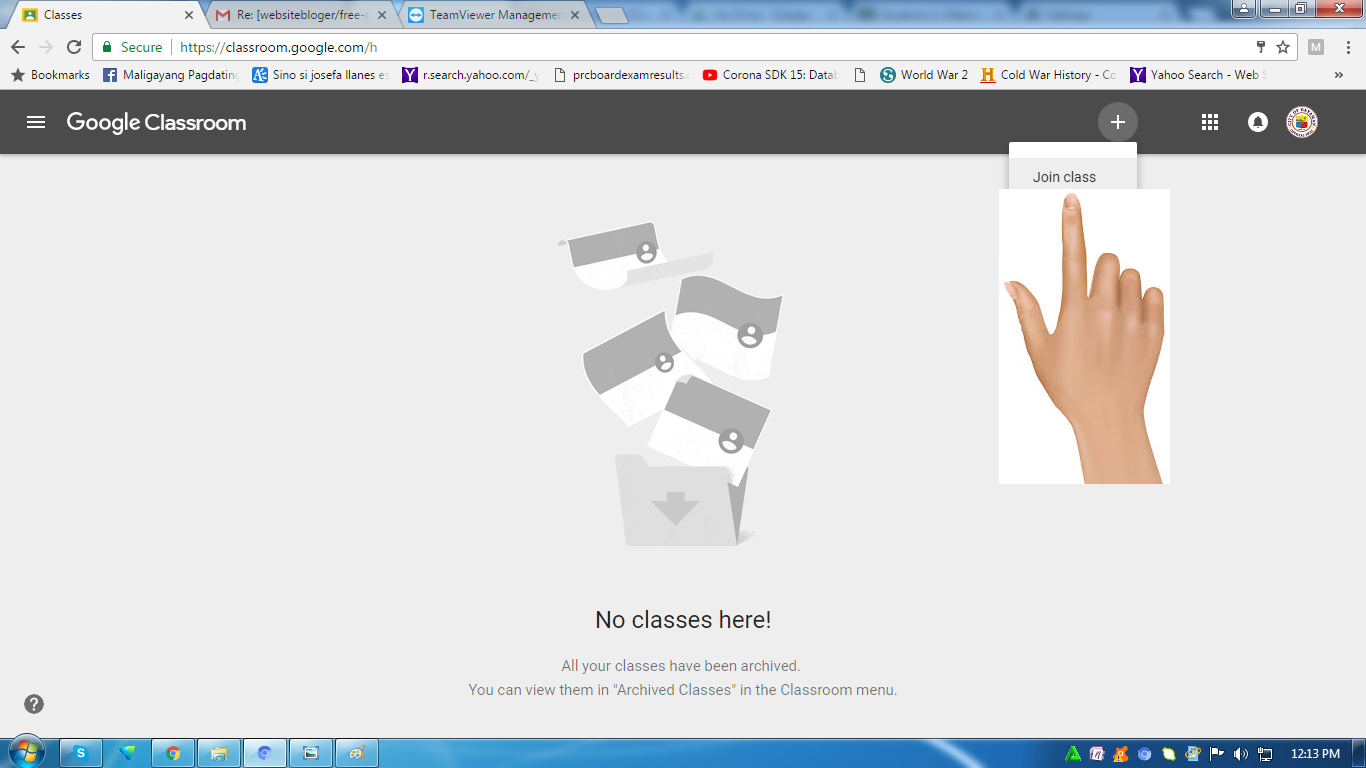 Classes
Re: [websitebloger/free-c
TeamViewer Managemen
Secure
https://classroom.google.com/h
M
Bookmarks
Maligayang Pagdating
Sino si josefa llanes es
r.search.yahoo.com/_y
prcboardexamresults.
Corona SDK 15: Datab
World War 2
Cold War History - Co
Yahoo Search - Web S
Google Classroom
Join class
No classes here!
All your classes have been archived.
You can view them in "Archived Classes" in the Classroom menu.
12:13 PM